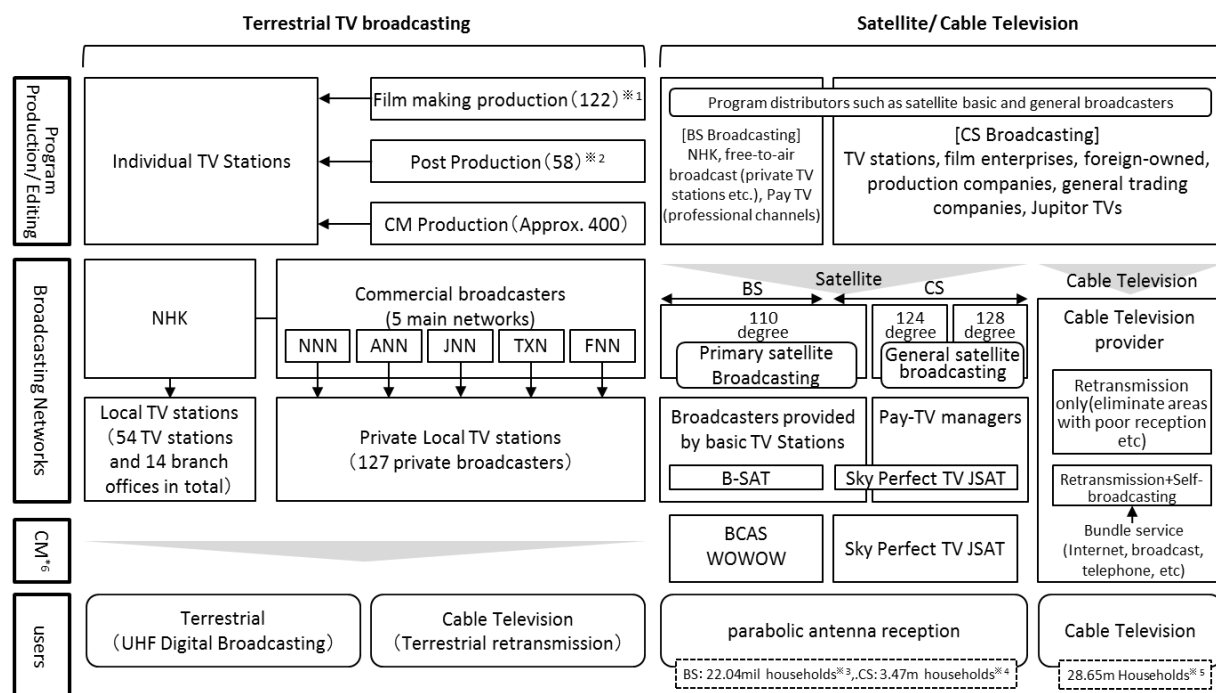 Terrestrial TV broadcasting
Satellite/ Cable Television
Program
Production/ Editing
Individual TV Stations
Film making production(122)※1
Post Production(58)※2
CM Production(Approx. 400)
Program distributors such as satellite basic and general broadcasters
[BS Broadcasting]
NHK, free-to-air
broadcast (private TV
stations etc.), Pay TV
(professional channels)
[CS Broadcasting]
TV stations, film enterprises, foreign-owned,
production companies, general trading
companies, Jupitor TVs
Broadcasting Networks
NHK
Commercial broadcasters
(5 main networks)
NNN
ANN
JNN
TXN
FNN
Local TV stations
(54 TV stations
and 14 branch
offices in total)
Private Local TV stations
(127 private broadcasters)
Satellite
BS
CS
110
degree
124
degree
128
degree
Primary satellite
Broadcasting
General satellite
broadcasting
Broadcasters provided
by basic TV Stations
Pay-TV managers
B-SAT
Sky Perfect TV JSAT
Cable Television
Cable Television
provider
Retransmission
only(eliminate areas
with poor reception
etc)
Retransmission+Self-
broadcasting
Bundle service
(Internet, broadcast,
telephone, etc)
CM*6
BCAS
WOWOW
Sky Perfect TV JSAT
users
Terrestrial
(UHF Digital Broadcasting)
Cable Television
(Terrestrial retransmission)
parabolic antenna reception
BS: 22.04mil households※3,.CS: 3.47m households※4
Cable Television
28.65m Households※5